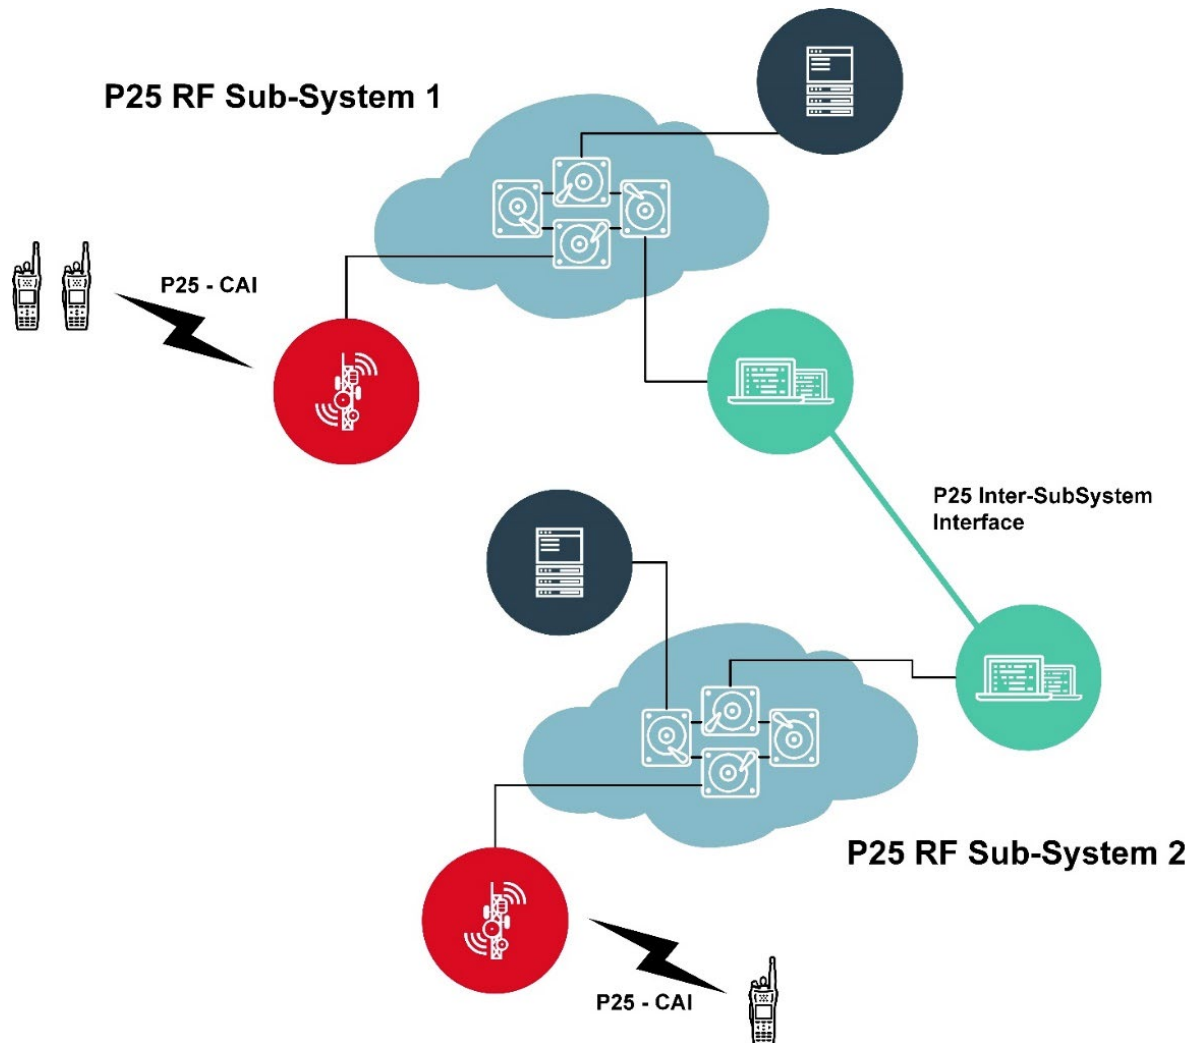 P25 RF Sub-System 1
P25 - CAI
P25 Inter-SubSystem
Interface
P25 RF Sub-System 2
P25 - CAI